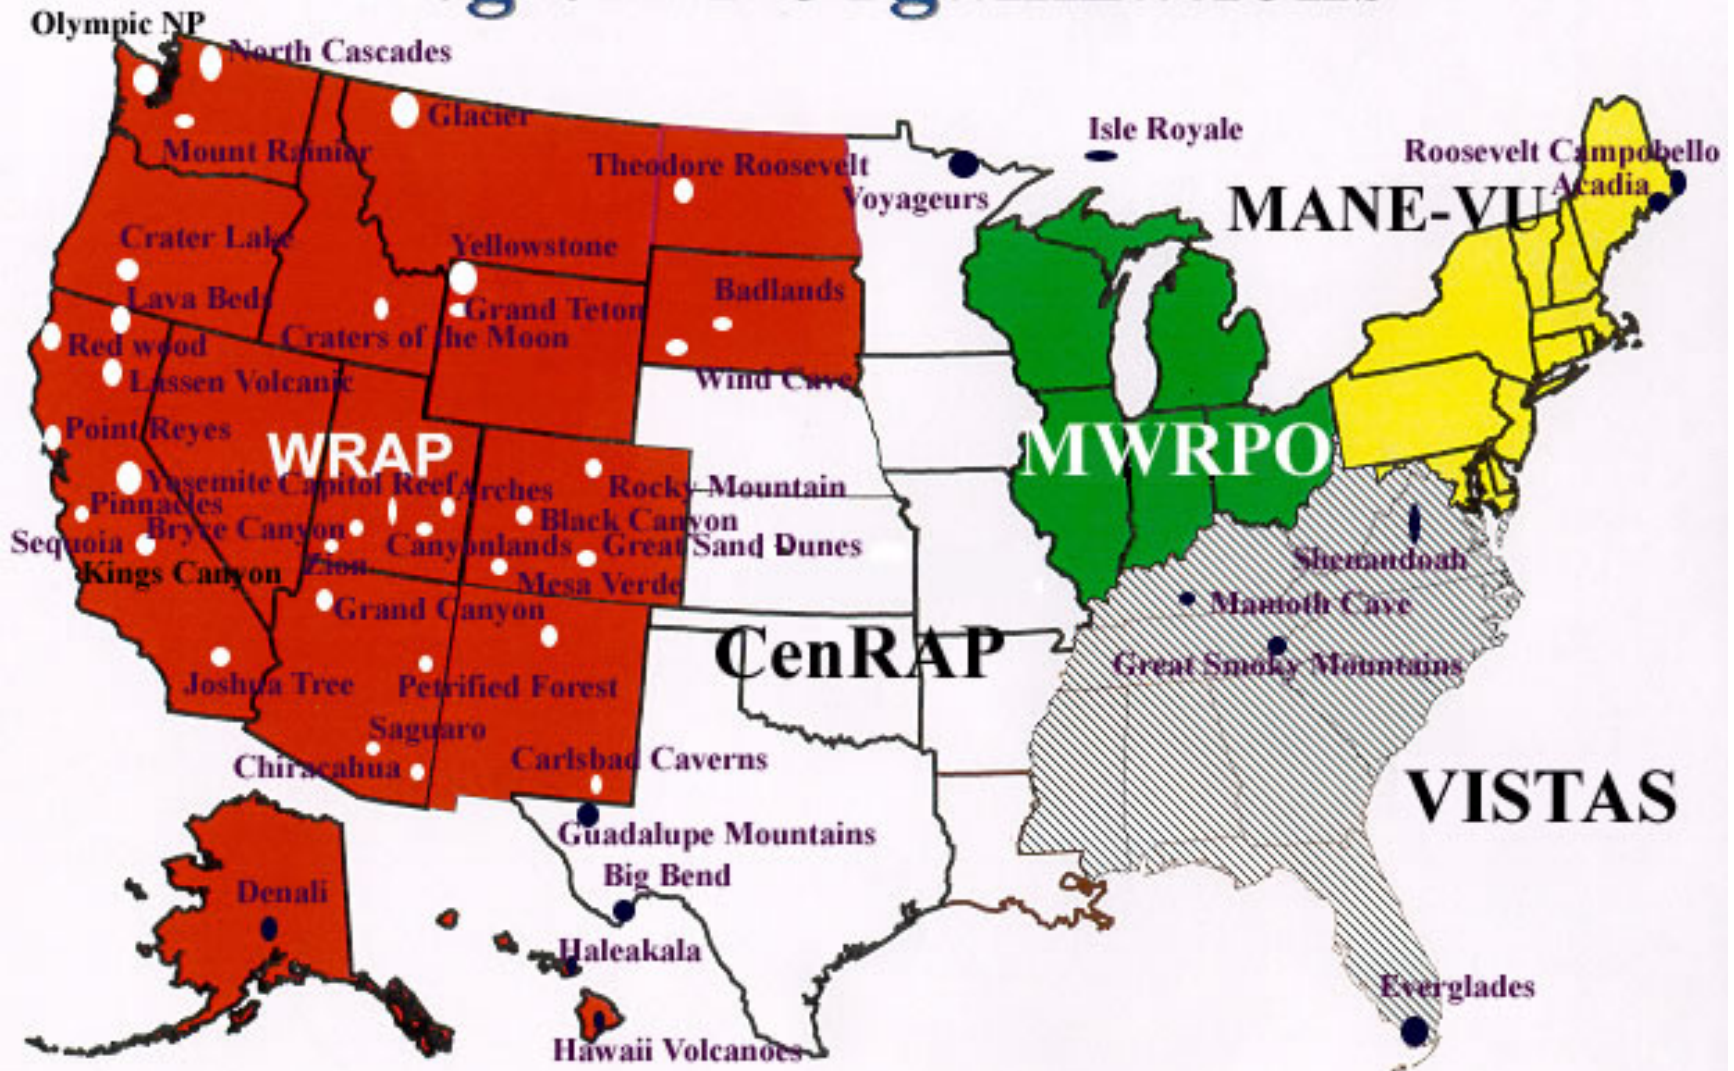 Olympic NP
North Cascades
Glacier
Mount Rainier
Theodore Roosevelt
Voyageurs
Isle Royale
Roosevelt Campobello
Acadia
MANE-VU
Crater Lake
Yellowstone
Lava Beds
Grand Teton
Badlands
Craters of the Moon
Red wood
Lassen Volcanic
Wind Cave
Point Reyes
WRAP
MWRPO
Yosemite
Capitol Reef
Arches
Rocky Mountain
Pinnacles
Bryce Canyon
Black Canyon
Sequoia
Canyonlands
Great Sand Dunes
Kings Canyon
Zion
Mesa Verde
Shenandoah
Grand Canyon
Mamoth Cave
CenRAP
Great Smoky Mountains
Joshua Tree
Petrified Forest
Saguaro
Chiracahua
Carlsbad Caverns
VISTAS
Guadalupe Mountains
Big Bend
Denali
Haleakala
Everglades
Hawaii Volcanoes